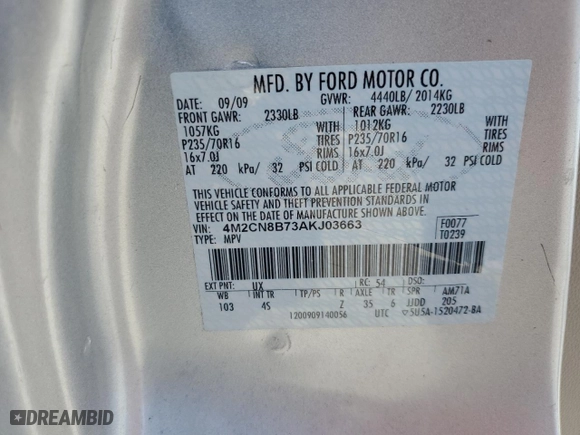 MFD. BY FORD MOTOR CO.
DATE: 09/09 GVWR: 4440LB/ 2014KG
FRONT GAWR: 2330LB REAR GAWR: 2230LB
1057KG WITH 1012KG WITH
P235/70R16 TIRES P235/70R16 TIRES
16x7.0J RIMS 16x7.0J RIMS
AT 220 kPa/ 32 PSI COLD AT 220 kPa/ 32 PSI COLD
THIS VEHICLE CONFORMS TO ALL APPLICABLE FEDERAL MOTOR
VEHICLE SAFETY AND THEFT PREVENTION STANDARDS IN
EFFECT ON THE DATE OF MANUFACTURE SHOWN ABOVE.
VIN: 4M2CN8B73AKJ03663 F0077
TYPE: MPV T0239
EXT PNT: UX RC: 54 DSO:
WB INT TR TP/PS R AXLE TR SPR AM71A
103 4S Z 35 6 JJDD 205
1200909140056 UTC 5U5A-1520472-BA
DREAMBID